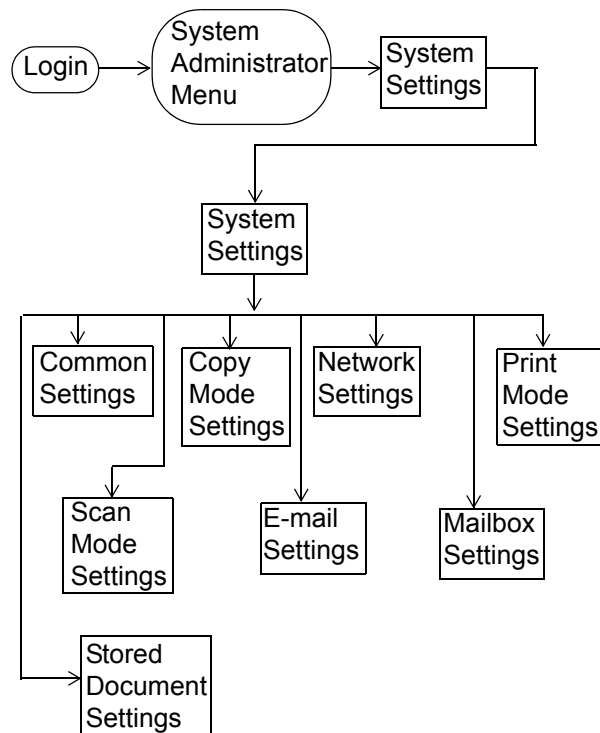 Login
System
Administrator
Menu
System
Settings
System
Settings
Common
Settings
Copy
Mode
Settings
Network
Settings
Print
Mode
Settings
Scan
Mode
Settings
E-mail
Settings
Mailbox
Settings
Stored
Document
Settings